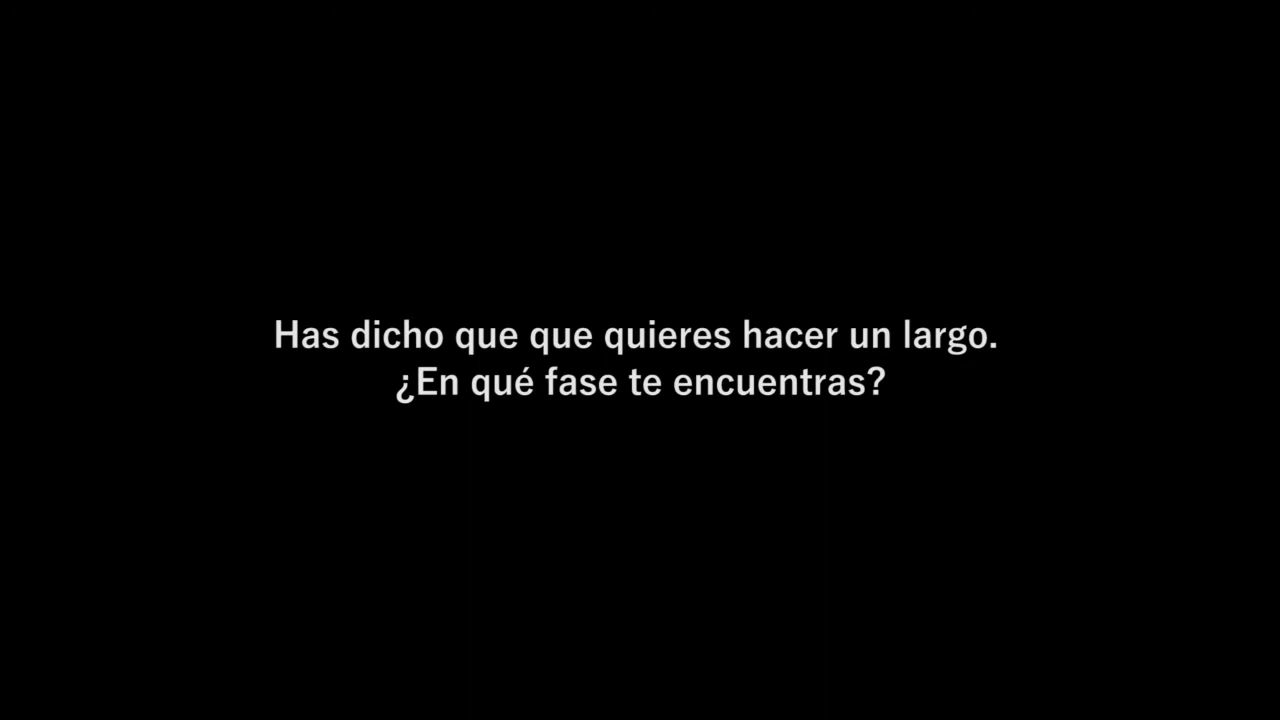 Has dicho que que quieres hacer un largo.
¿En qué fase te encuentras?